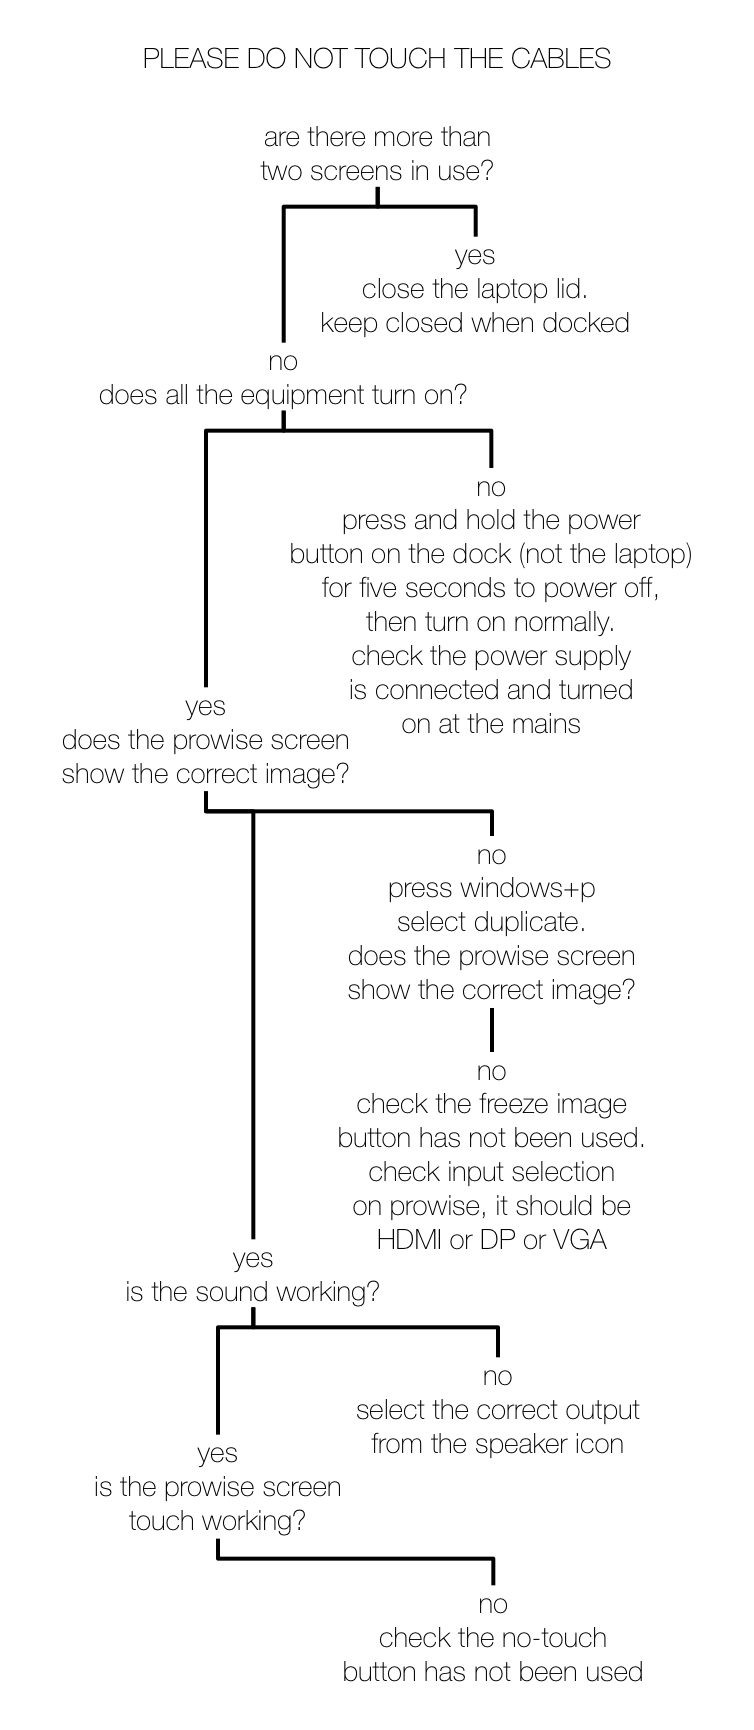 PLEASE DO NOT TOUCH THE CABLES
are there more than
two screens in use?
yes
close the laptop lid.
keep closed when docked
no
does all the equipment turn on?
no
press and hold the power
button on the dock (not the laptop)
for five seconds to power off,
then turn on normally.
check the power supply
is connected and turned
on at the mains
yes
does the prowise screen
show the correct image?
no
press windows+p
select duplicate.
does the prowise screen
show the correct image?
no
check the freeze image
button has not been used.
check input selection
on prowise, it should be
HDMI or DP or VGA
yes
is the sound working?
no
select the correct output
from the speaker icon
yes
is the prowise screen
touch working?
no
check the no-touch
button has not been used